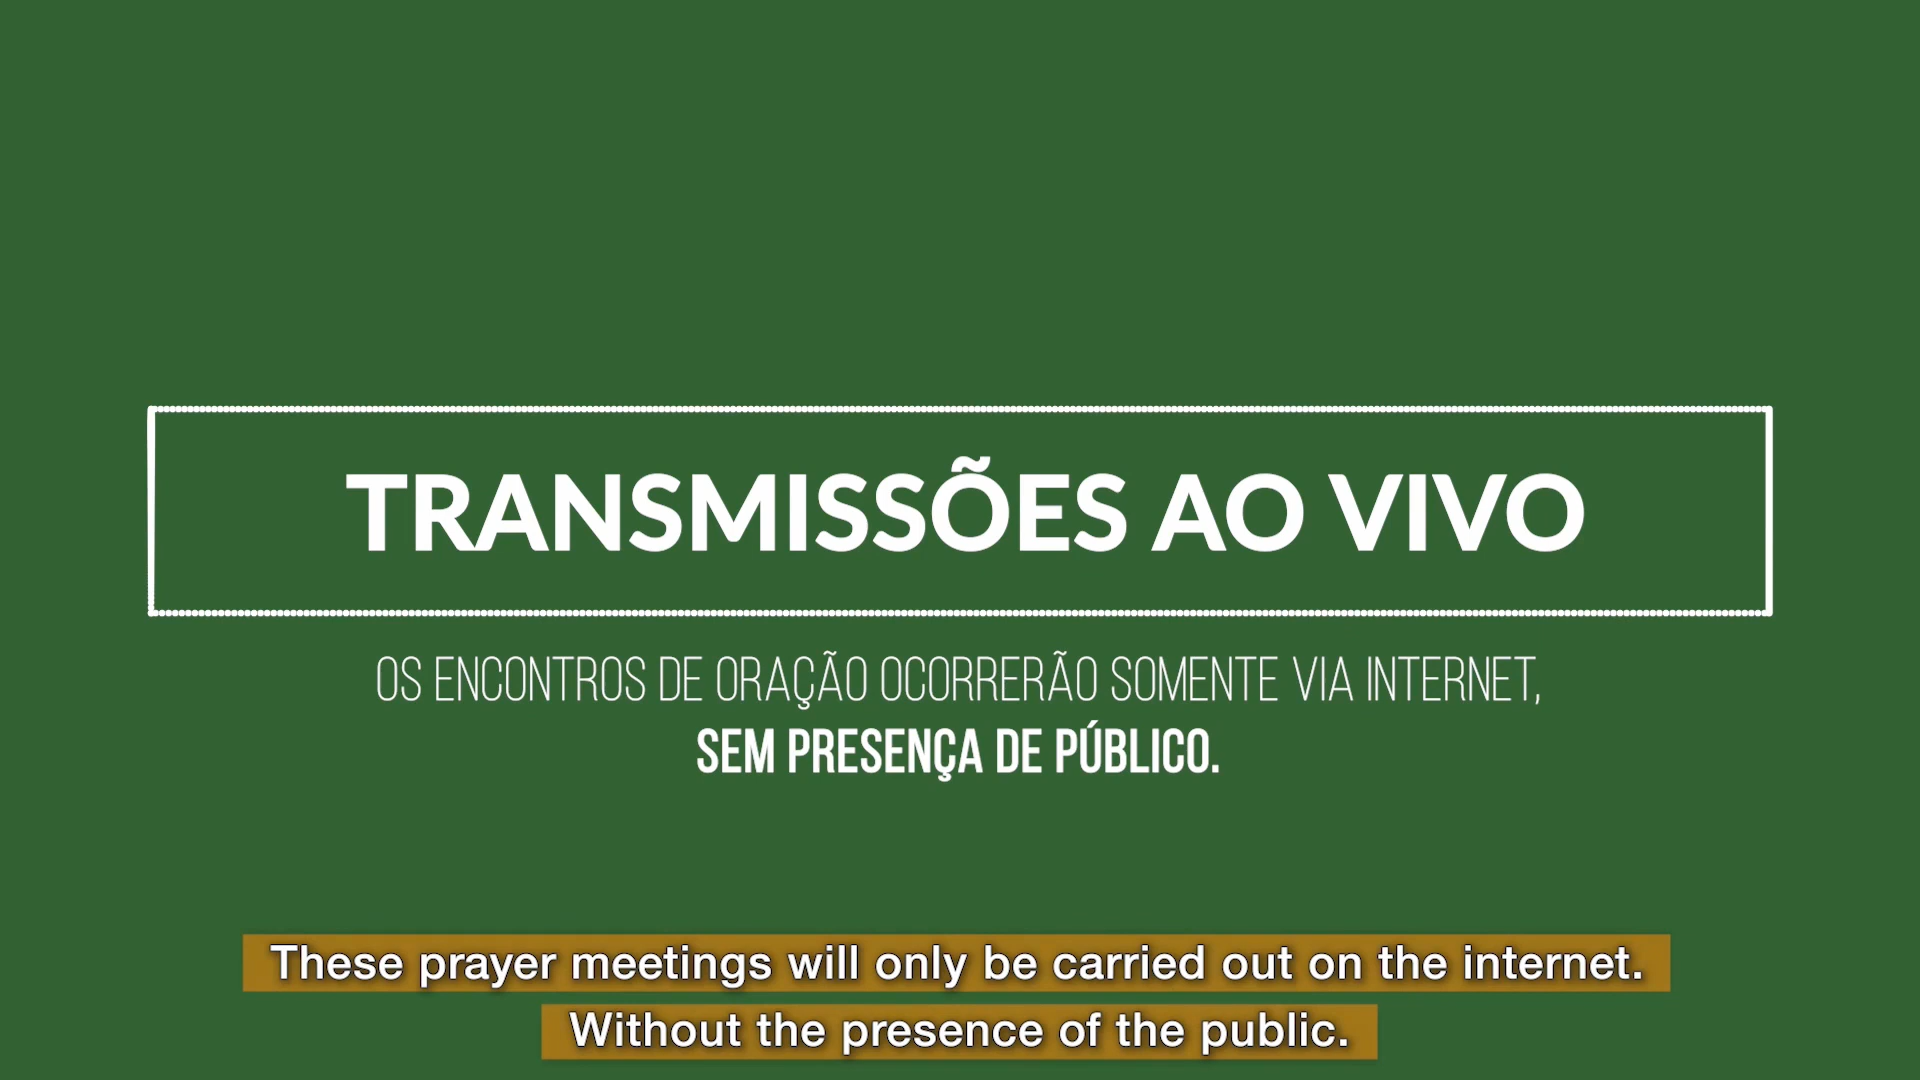 TRANSMISSÕES AO VIVO
OS ENCONTROS DE ORAÇÃO OCORRERÃO SOMENTE VIA INTERNET,
SEM PRESENÇA DE PÚBLICO.
These prayer meetings will only be carried out on the internet.
Without the presence of the public.